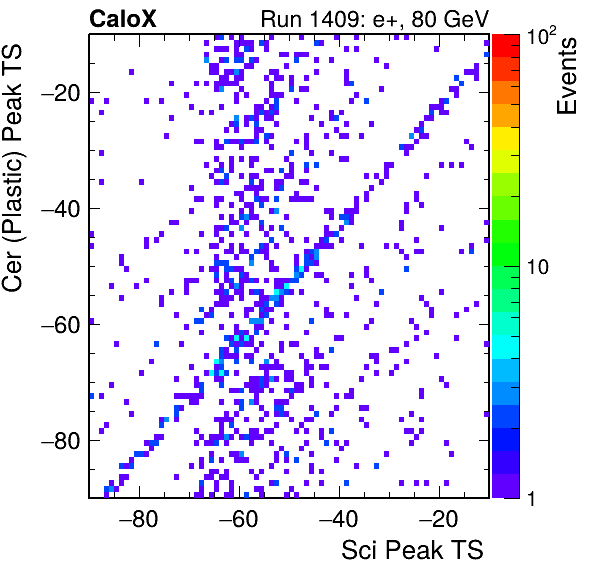 CaloX Run 1409: e+, 80 GeV
Cer (Plastic) Peak TS
−20
−40
−60
−80
−80 −60 −40 −20
Sci Peak TS
10²
10
1
Events